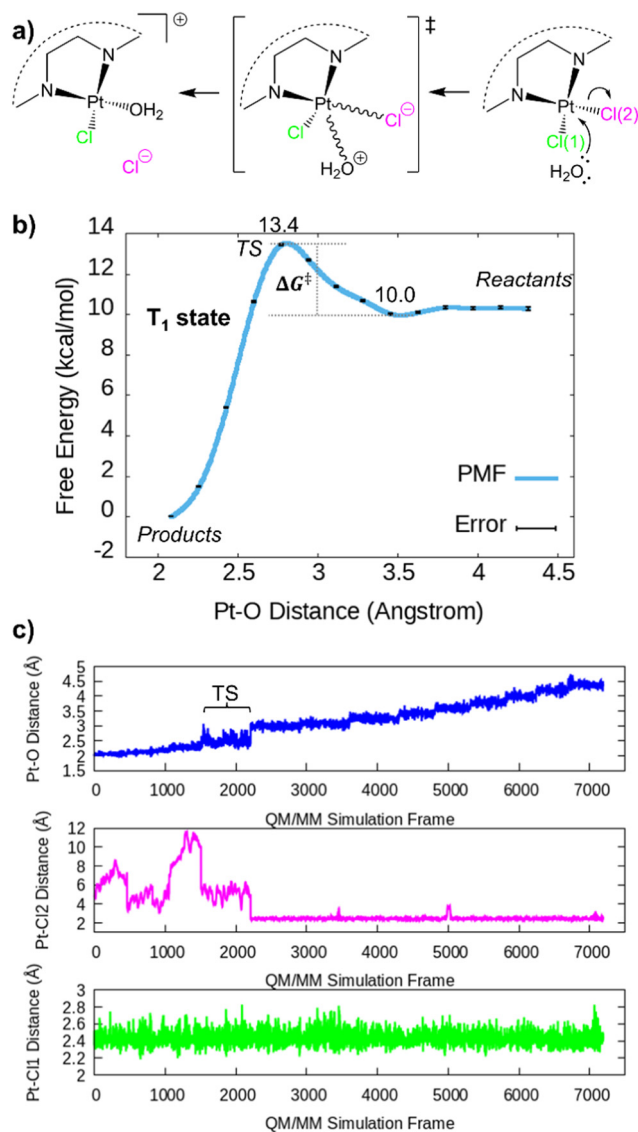 a)
N
N
Pt
OH₂
Cl
Cl⊖
⊕
N
N
Pt
Cl
Cl⊖
H₂O⊕
‡
N
N
Pt
Cl(2)
Cl(1)
H₂O:
b)
14
12
10
8
6
4
2
0
-2
Free Energy (kcal/mol)
13.4
TS
ΔG‡
10.0
Reactants
T₁ state
PMF
Error
Products
2 2.5 3 3.5 4 4.5
Pt-O Distance (Angstrom)
c)
Pt-O Distance (Å)
4.5
3.5
2.5
2
1.5
TS
0 1000 2000 3000 4000 5000 6000 7000
QM/MM Simulation Frame
Pt-Cl2 Distance (Å)
12
10
8
6
4
2
0 1000 2000 3000 4000 5000 6000 7000
QM/MM Simulation Frame
Pt-Cl1 Distance (Å)
3
2.8
2.6
2.4
2.2
2
0 1000 2000 3000 4000 5000 6000 7000
QM/MM Simulation Frame